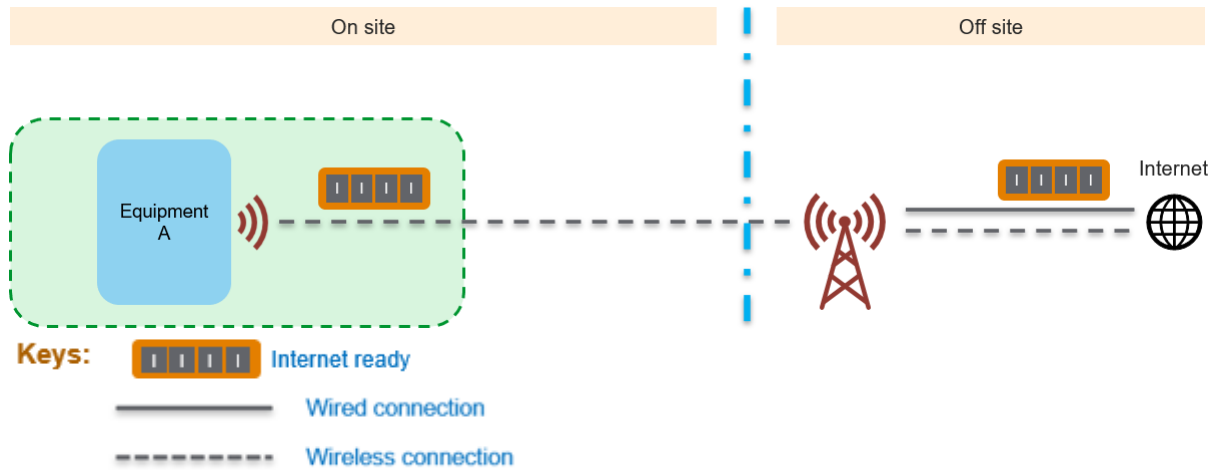 On site
Off site
Equipment
A
I I I I
I I I I
Internet
Keys:
I I I I
Internet ready
Wired connection
Wireless connection